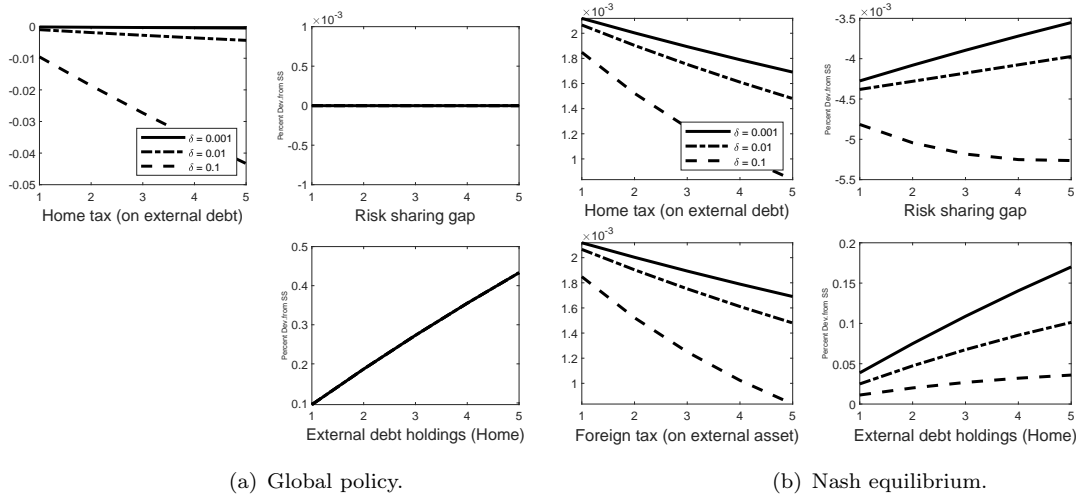 0
-0.01
-0.02
-0.03
-0.04
-0.05
1 2 3 4 5
Home tax (on external debt)
δ = 0.001
δ = 0.01
δ = 0.1
×10-3
1
0.5
0
-0.5
-1
Percent Dev.from SS
1 2 3 4 5
Risk sharing gap
0.5
0.4
0.3
0.2
0.1
Percent Dev.from SS
1 2 3 4 5
External debt holdings (Home)
(a) Global policy.
×10-3
2
1.8
1.6
1.4
1.2
1
1 2 3 4 5
Home tax (on external debt)
δ = 0.001
δ = 0.01
δ = 0.1
×10-3
-3.5
-4
-4.5
-5
-5.5
Percent Dev.from SS
1 2 3 4 5
Risk sharing gap
×10-3
2
1.8
1.6
1.4
1.2
1
1 2 3 4 5
Foreign tax (on external asset)
0.2
0.15
0.1
0.05
0
Percent Dev.from SS
1 2 3 4 5
External debt holdings (Home)
(b) Nash equilibrium.